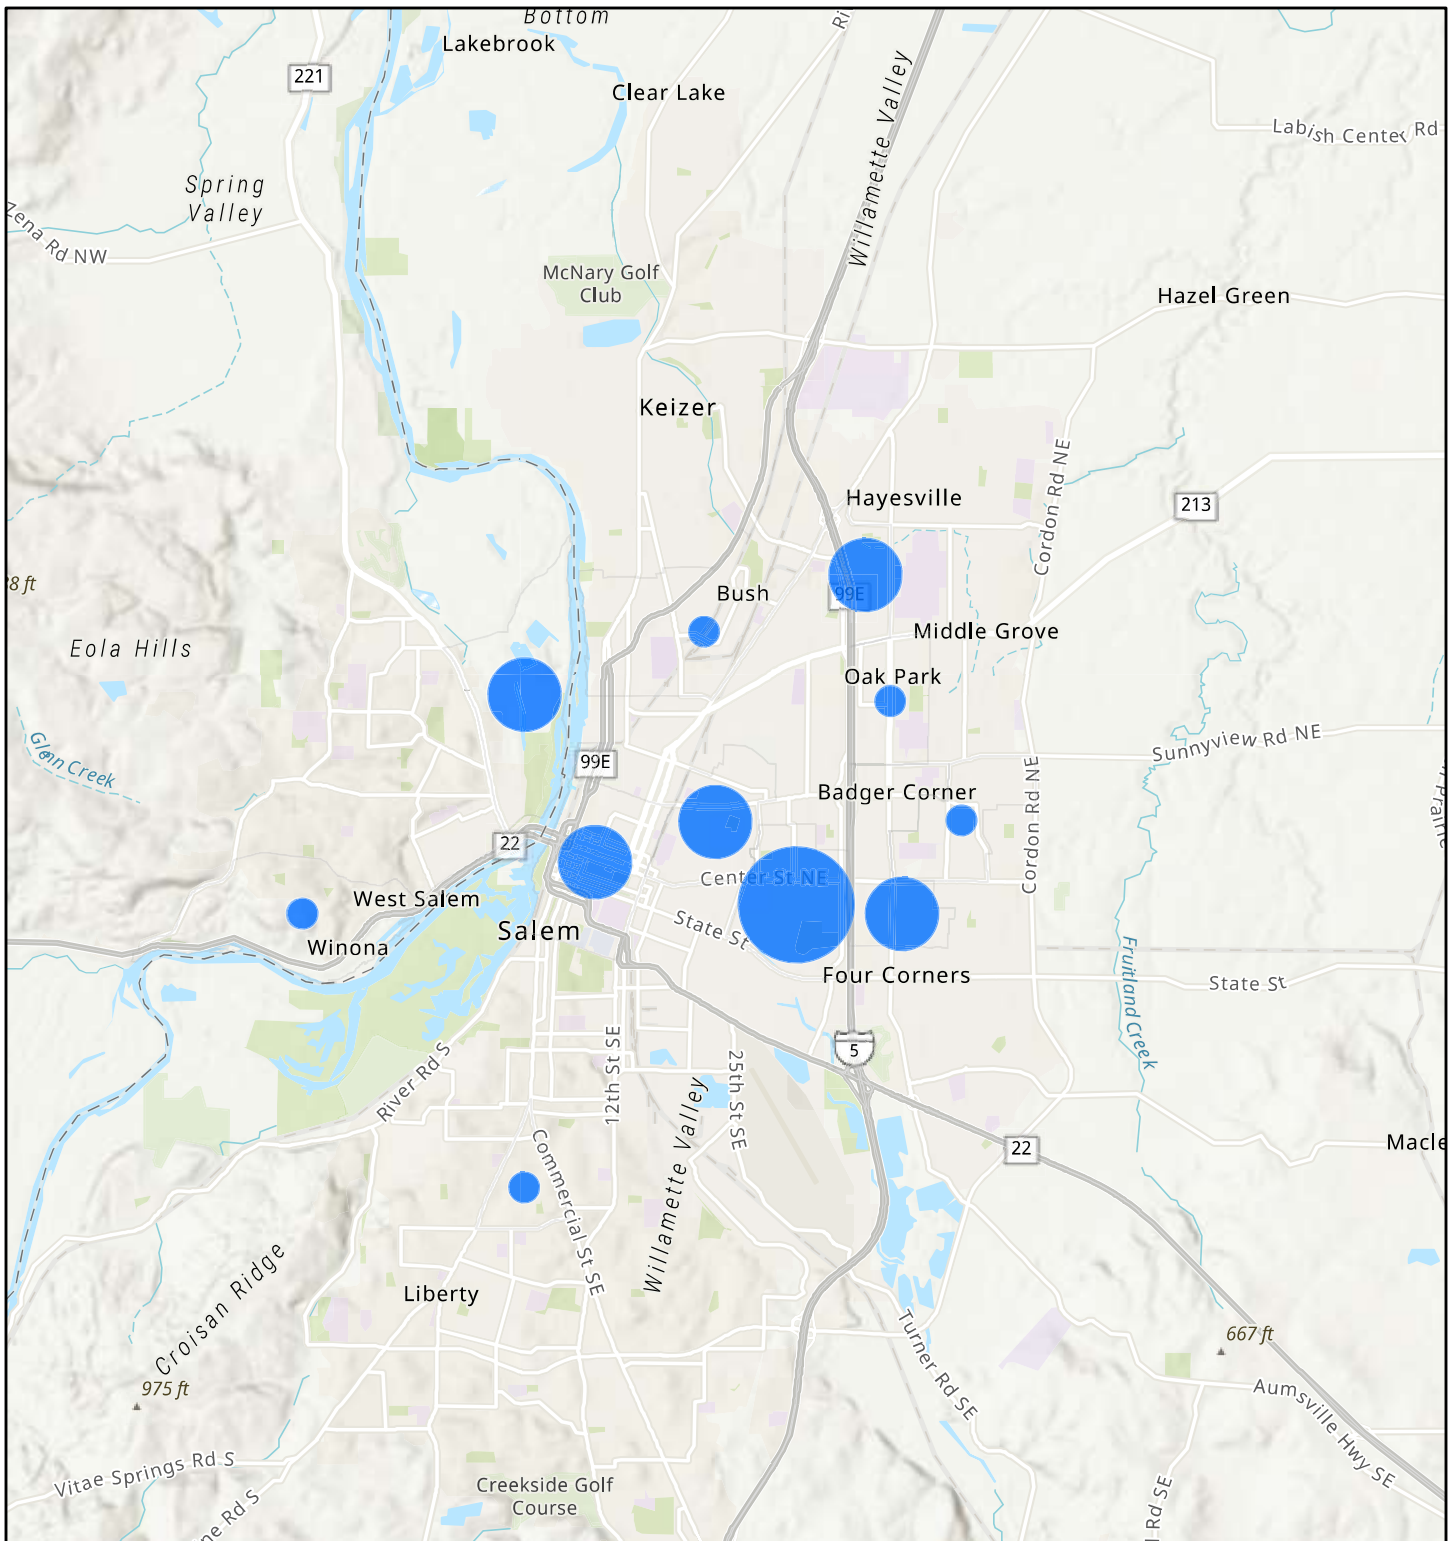 Bottom
Lakebrook
221
Clear Lake
Willamette Valley
Labish Center Rd
Spring
Valley
Zena Rd NW
McNary Golf
Club
Hazel Green
Keizer
Cordon Rd NE
Hayesville
213
99E
Bush
Middle Grove
Eola Hills
Oak Park
Glenn Creek
Sunnyview Rd NE
99E
Badger Corner
Cordon Rd NE
22
Center St NE
West Salem
State St
Salem
Winona
Four Corners
Fruitland Creek
State St
5
River Rd S
12th St SE
25th St SE
Willamette Valley
22
Commercial St SE
Croisan Ridge
Liberty
Turner Rd SE
667 ft
975 ft
Aumsville Hwy SE
Vitae Springs Rd S
Creekside Golf
Course
Rd S
Rd SE